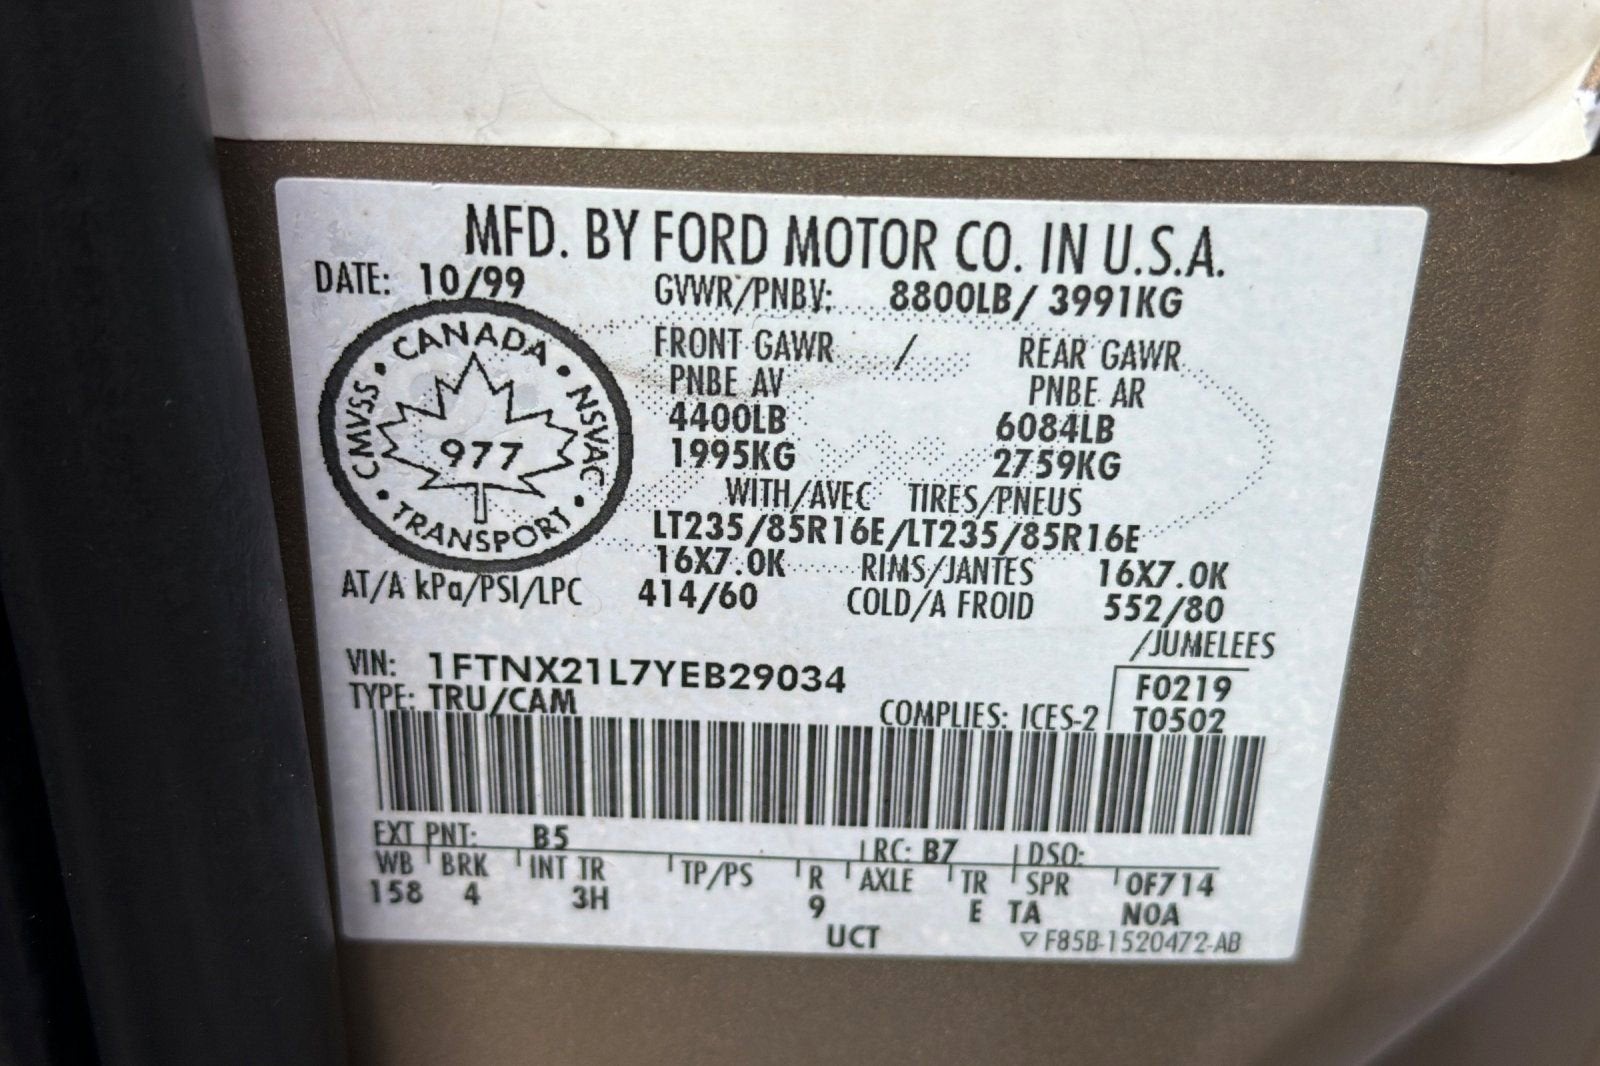 MFD. BY FORD MOTOR CO. IN U.S.A.
DATE: 10/99 GVWR/PNBV: 8800LB/ 3991KG
CANADA
CMVSS
NSVAC
977
TRANSPORT
FRONT GAWR / REAR GAWR
PNBE AV PNBE AR
4400LB 6084LB
1995KG 2759KG
WITH/AVEC TIRES/PNEUS
LT235/85R16E/LT235/85R16E
16X7.0K RIMS/JANTES 16X7.0K
AT/A kPa/PSI/LPC 414/60 COLD/A FROID 552/80
/JUMELEES
VIN: 1FTNX21L7YEB29034 F0219
TYPE: TRU/CAM COMPLIES: ICES-2 T0502
EXT PNT: B5 RC: B7 DSO:
WB BRK INT TR TP/PS R AXLE TR SPR 0F714
158 4 3H 9 E TA NOA
UCT ▽ F85B-1520472-AB